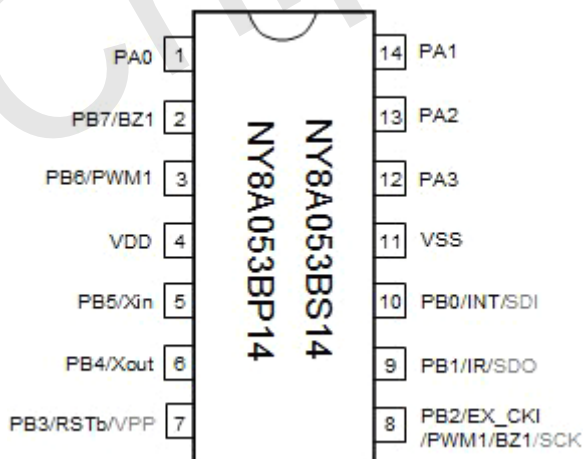 PA0 1
PB7/BZ1 2
PB6/PWM1 3
VDD 4
PB5/Xin 5
PB4/Xout 6
PB3/RSTb/VPP 7
NY8A053BP14
NY8A053BS14
14 PA1
13 PA2
12 PA3
11 VSS
10 PB0/INT/SDI
9 PB1/IR/SDO
8 PB2/EX_CKI
/PWM1/BZ1/SCK